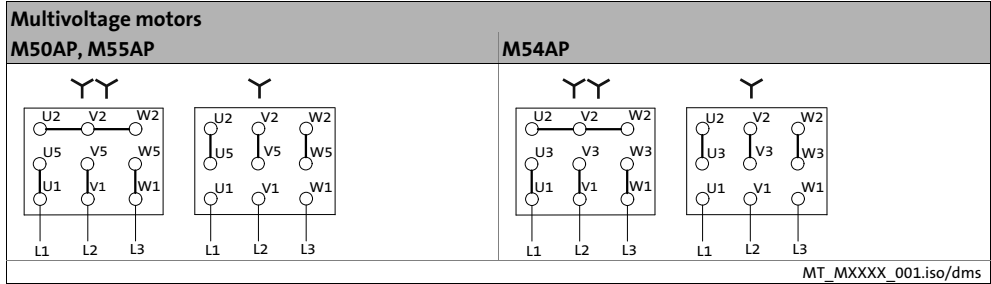 Multivoltage motors
M50AP, M55AP
M54AP
U2 V2 W2
U5 V5 W5
U1 V1 W1
L1 L2 L3
U2 V2 W2
U5 V5 W5
U1 V1 W1
L1 L2 L3
U2 V2 W2
U3 V3 W3
U1 V1 W1
L1 L2 L3
U2 V2 W2
U3 V3 W3
U1 V1 W1
L1 L2 L3
MT_MXXXX_001.iso/dms